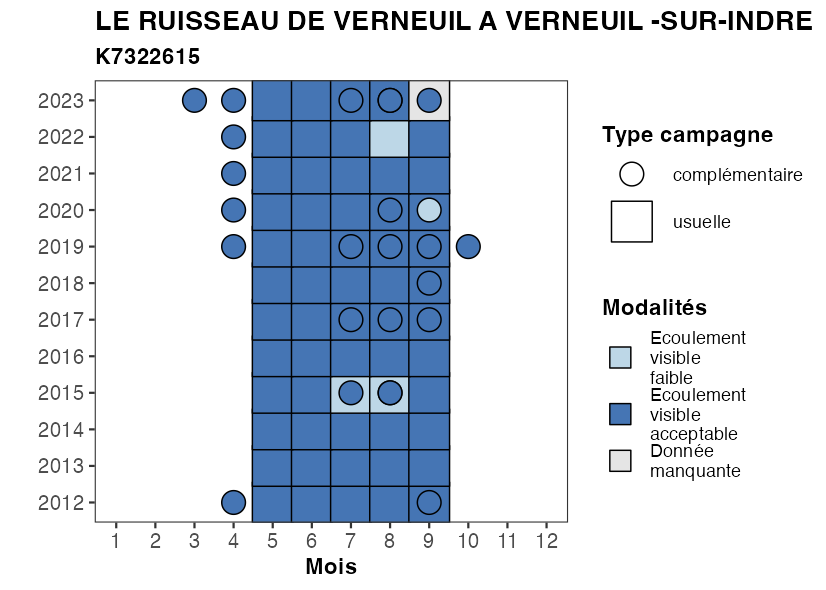 LE RUISSEAU DE VERNEUIL A VERNEUIL -SUR-INDRE
K7322615
2023
2022
2021
2020
2019
2018
2017
2016
2015
2014
2013
2012
1 2 3 4 5 6 7 8 9 10 11 12
Mois
Type campagne
complémentaire
usuelle
Modalités
Ecoulement
visible
faible
Ecoulement
visible
acceptable
Donnée
manquante